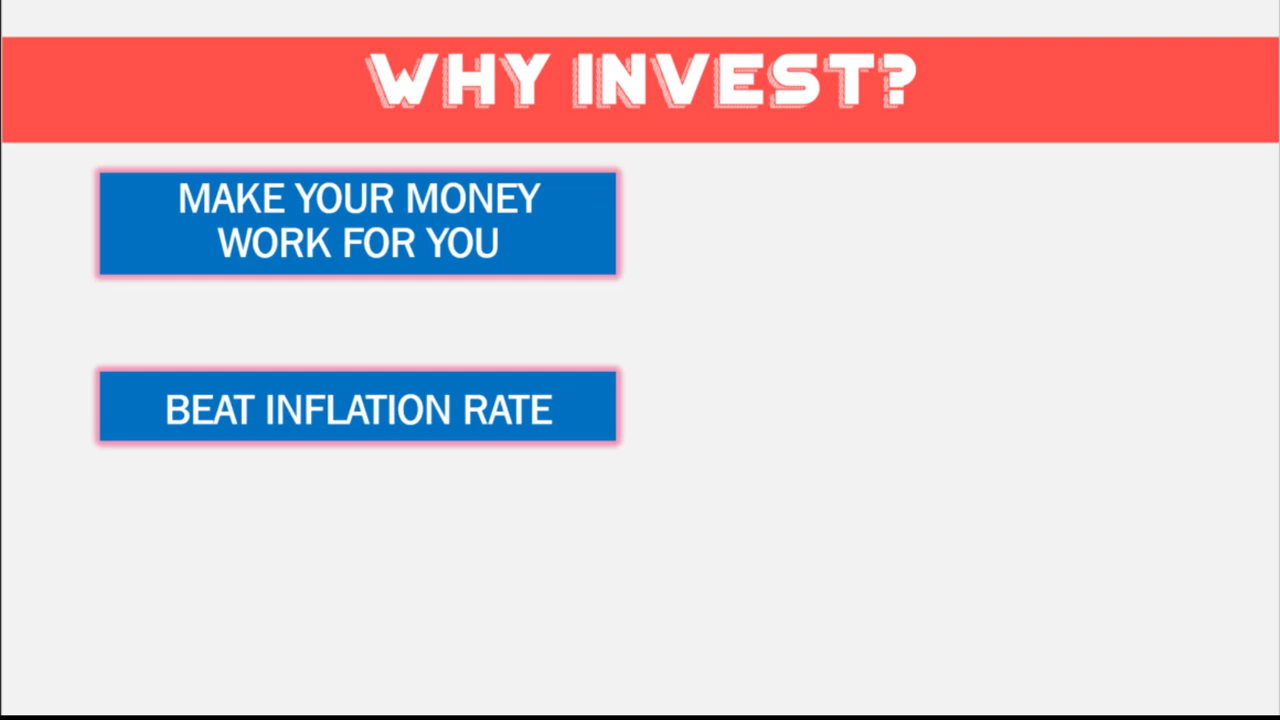 WHY INVEST?
MAKE YOUR MONEY
WORK FOR YOU
BEAT INFLATION RATE